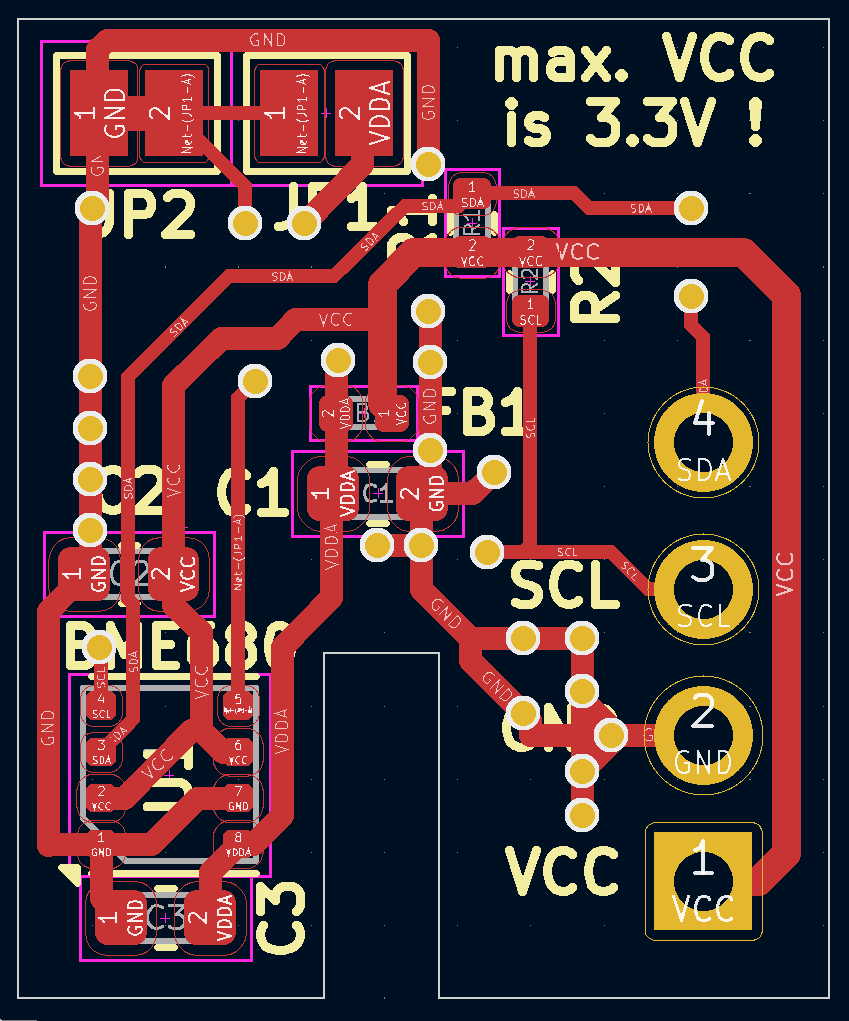 GND
max. VCC
is 3.3V !
1 GND
2 Net-(JP1-A)
1 Net-(JP1-A)
2 VDDA
GND
GND
JP2
JP1
SDA
1 SDA
R1
2 VCC
SDA
SDA
SDA
SDA
2 VCC
R2
1 SCL
VCC
R2
GND
SDA
VCC
2 VDDA
1 VCC
GND
FB1
SCL
4 SDA
C2
C1
VCC
SDA
1 VDDA
C1
2 GND
VDDA
Net-(JP1-A)
1 GND
C2
2 VCC
SCL
SCL
3 SCL
SCL
VCC
GND
BME680
SDA
VCC
SCL
GND
VDDA
GND
4 SCL
5
3 SDA
6 VCC
2 VCC
7 GND
1 GND
8 VDDA
VCC
U1
GND
2 GND
VCC
1 VCC
1 GND
C3
2 VDDA
C3